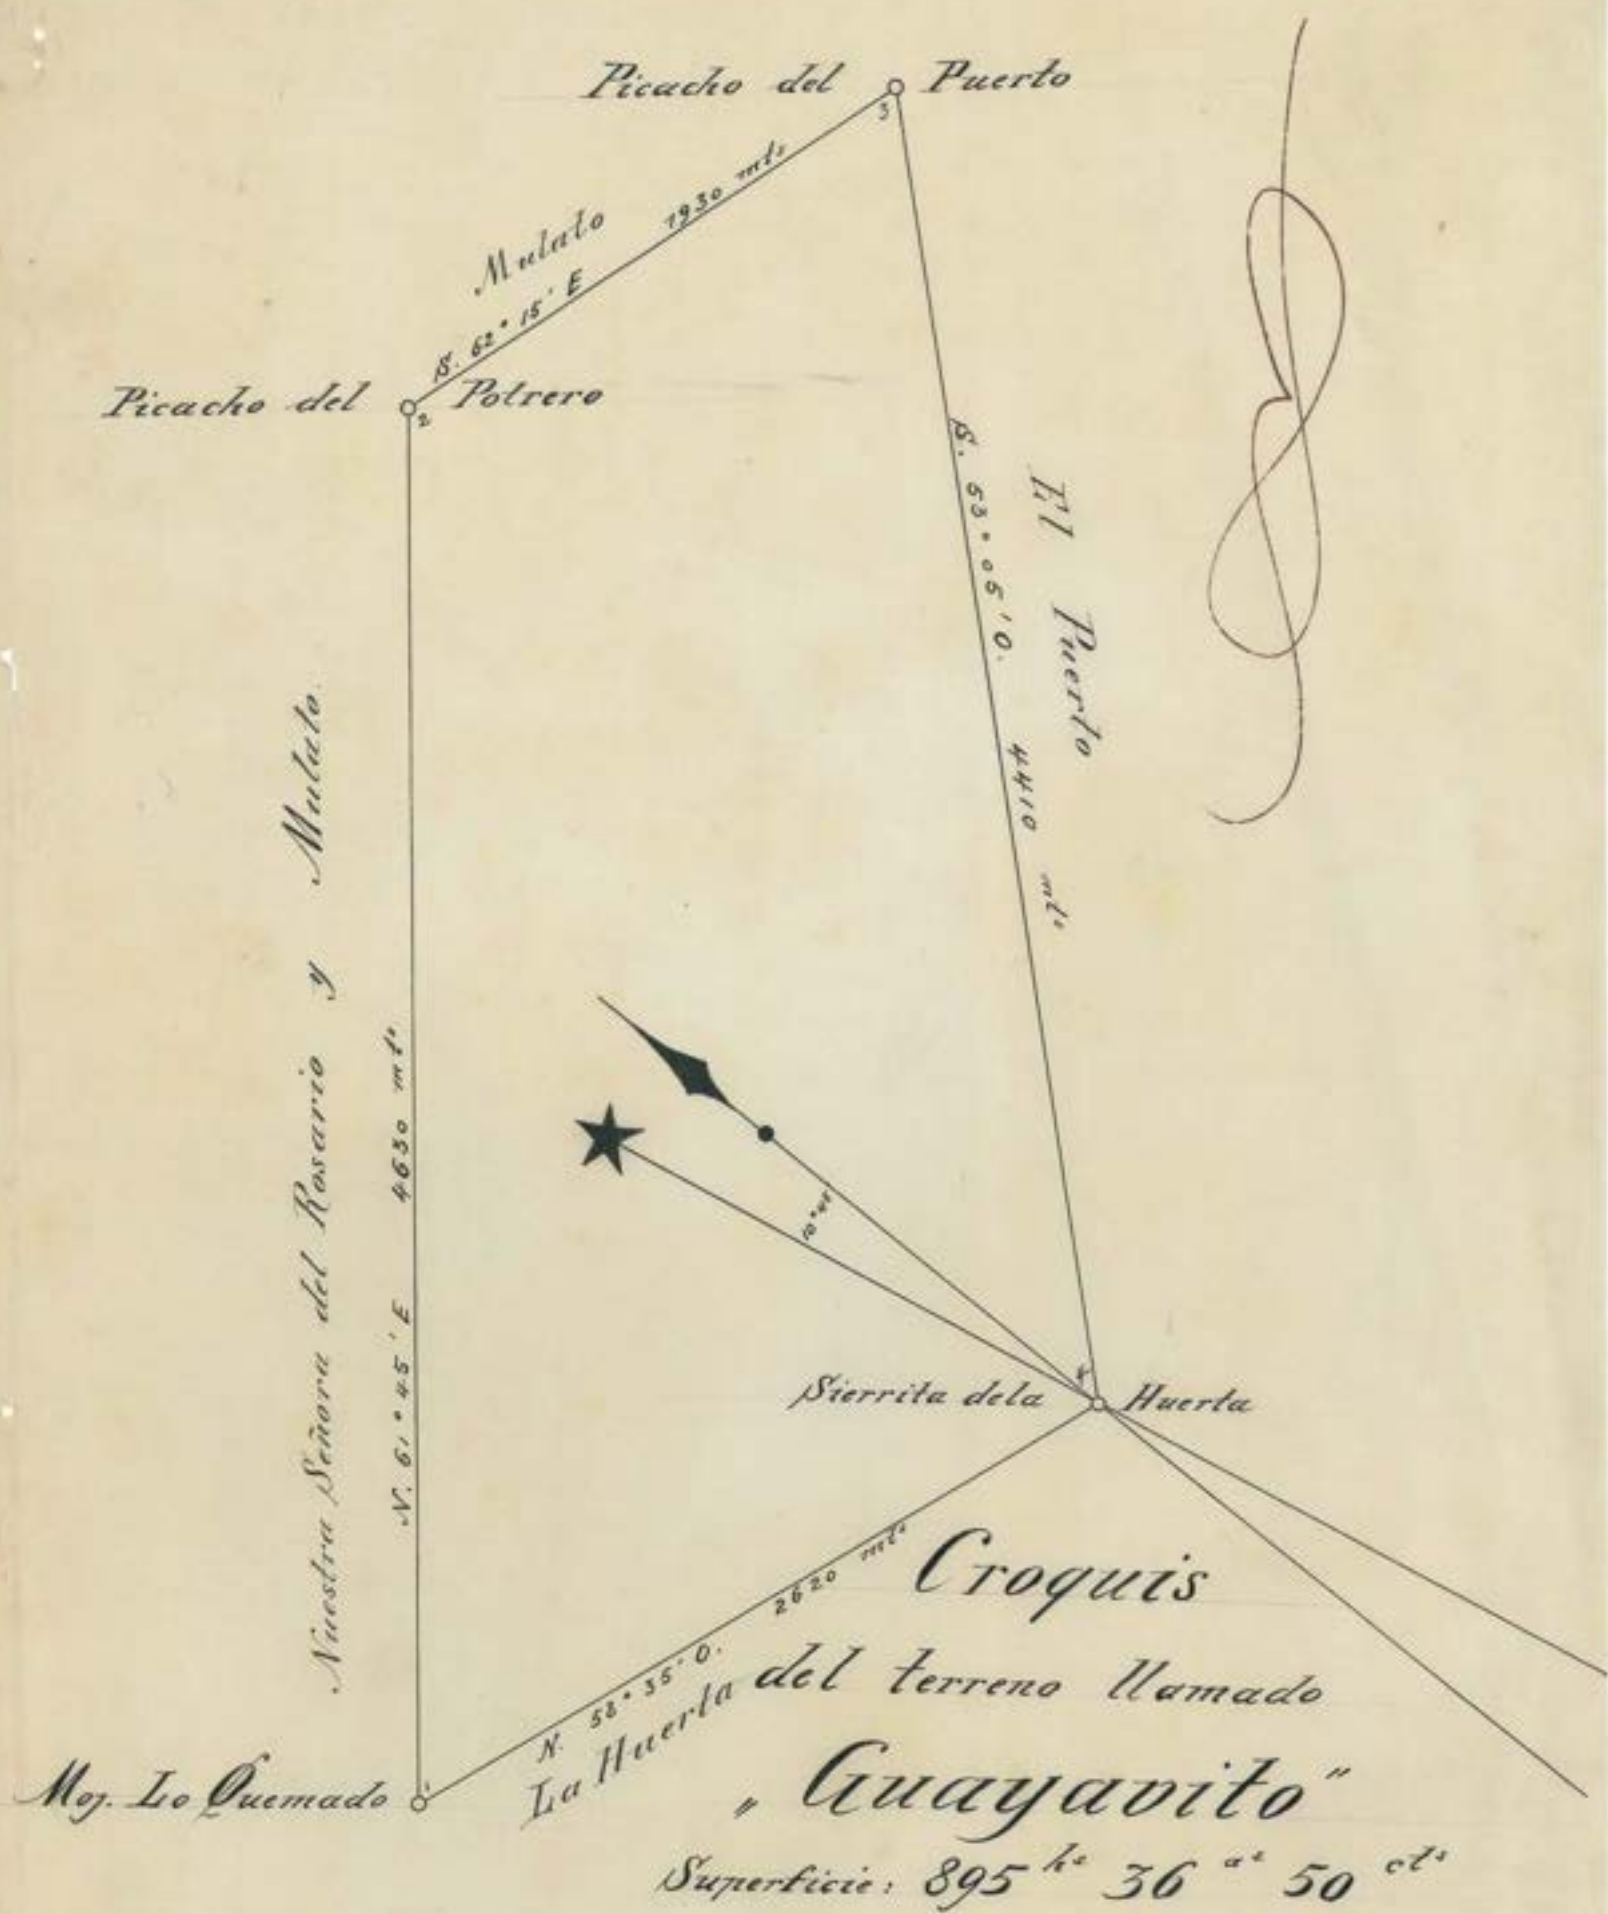 Picacho del Puerto
3
Mulato
1930 mts
S. 62° 15' E
Picacho del Potrero
2
El Puerto
S. 53° 05' O. 4410 mts
Nuestra Señora del Rosario y Mulato.
N. 61° 45' E 4630 mts
10°
Sierrita dela Huerta
4
N. 58° 35' O. 2620 mts
La Huerta
Moj. Lo Quemado
1
Croquis
del terreno llamado
„ Guayavito”
Superficie: 895 hs 36 as 50 cts